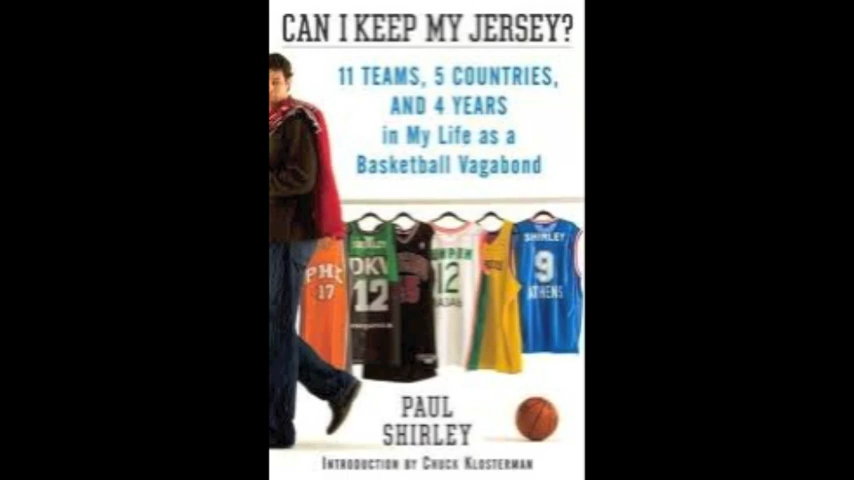 CAN I KEEP MY JERSEY?
11 TEAMS, 5 COUNTRIES,
AND 4 YEARS
in My Life as a
Basketball Vagabond
PHX
17
DKV
12
12
SHIRLEY
9
ATHENS
PAUL
SHIRLEY
INTRODUCTION BY CHUCK KLOSTERMAN